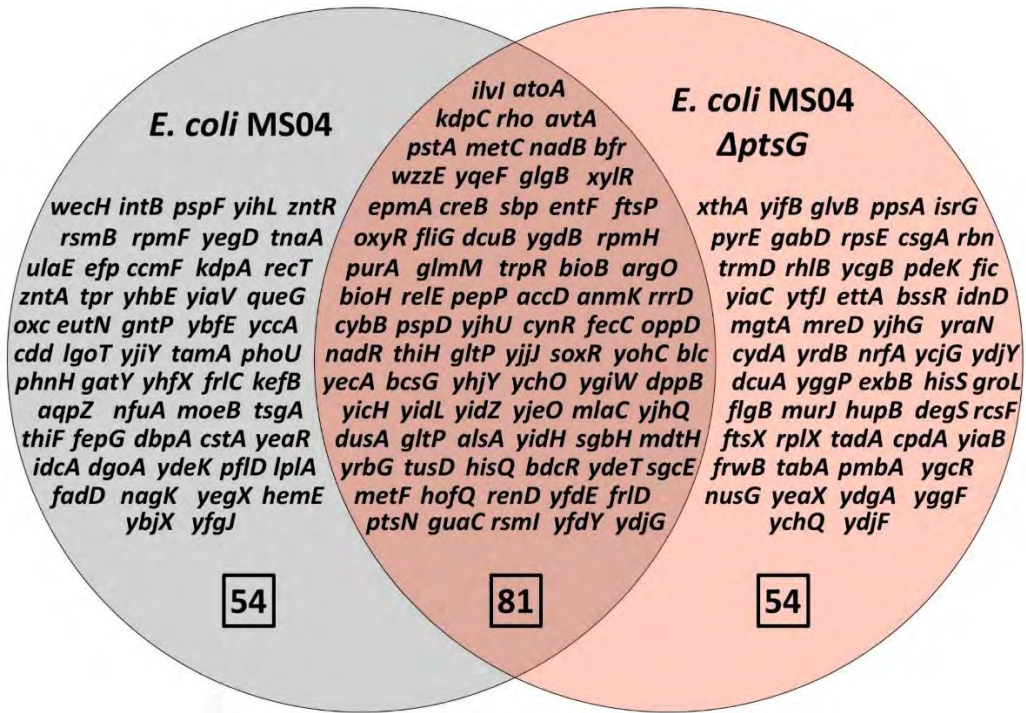 E. coli MS04
wecH intB pspF yihL zntR
rsmB rpmF yegD tnaA
ulaE efp ccmF kdpA recT
zntA tpr yhbE yiaV queG
oxc eutN gntP ybfE yccA
cdd lgoT yjiY tamA phoU
phnH gatY yhfX frlC kefB
aqpZ nfuA moeB tsgA
thiF fepG dbpA cstA yeaR
idcA dgoA ydeK pflD lplA
fadD nagK yegX hemE
ybjX yfgJ
54
ilvI atoA
kdpC rho avtA
pstA metC nadB bfr
wzzE yqeF glgB xylR
epmA creB sbp entF ftsP
oxyR fliG dcuB ygdB rpmH
purA glmM trpR bioB argO
bioH relE pepP accD anmK rrrD
cybB pspD yjhU cynR fecC oppD
nadR thiH gltP yjjJ soxR yohC blc
yecA bcsG yhjY ychO ygiW dppB
yicH yidL yidZ yjeO mlaC yjhQ
dusA gltP alsA yidH sgbH mdtH
yrbG tusD hisQ bdcR ydeT sgcE
metF hofQ renD yfdE frlD
ptsN guaC rsmI yfdY ydjG
81
E. coli MS04
ΔptsG
xthA yifB glvB ppsA isrG
pyrE gabD rpsE csgA rbn
trmD rhlB ycgB pdeK fic
yiaC ytfJ ettA bssR idnD
mgtA mreD yjhG yraN
cydA yrdB nrfA ycjG ydjY
dcuA yggP exbB hisS groL
flgB murJ hupB degS rcsF
ftsX rplX tadA cpdA yiaB
frwB tabA pmbA ygcR
nusG yeaX ydgA yggF
ychQ ydjF
54